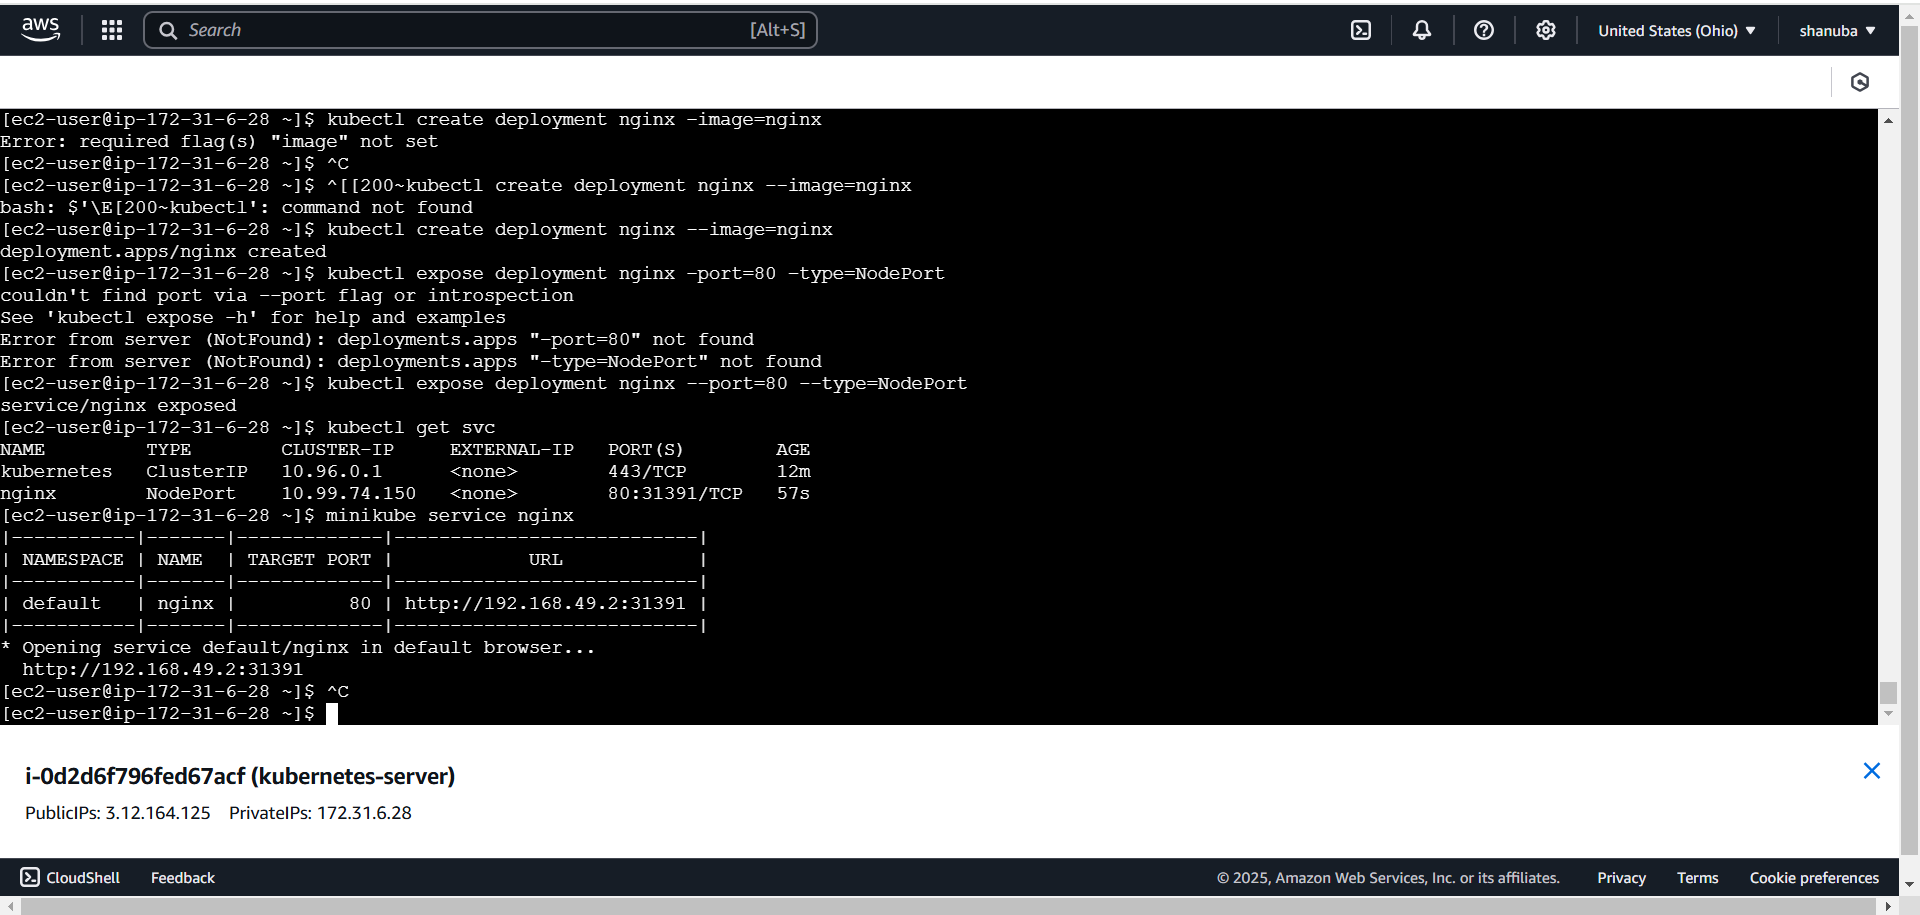 aws
Search [Alt+S]
United States (Ohio)
shanuba
[ec2-user@ip-172-31-6-28 ~]$ kubectl create deployment nginx -image=nginx
Error: required flag(s) "image" not set
[ec2-user@ip-172-31-6-28 ~]$ ^C
[ec2-user@ip-172-31-6-28 ~]$ ^[[200~kubectl create deployment nginx --image=nginx
bash: $'\E[200~kubectl': command not found
[ec2-user@ip-172-31-6-28 ~]$ kubectl create deployment nginx --image=nginx
deployment.apps/nginx created
[ec2-user@ip-172-31-6-28 ~]$ kubectl expose deployment nginx -port=80 -type=NodePort
couldn't find port via --port flag or introspection
See 'kubectl expose -h' for help and examples
Error from server (NotFound): deployments.apps "-port=80" not found
Error from server (NotFound): deployments.apps "-type=NodePort" not found
[ec2-user@ip-172-31-6-28 ~]$ kubectl expose deployment nginx --port=80 --type=NodePort
service/nginx exposed
[ec2-user@ip-172-31-6-28 ~]$ kubectl get svc
NAME         TYPE        CLUSTER-IP     EXTERNAL-IP   PORT(S)        AGE
kubernetes   ClusterIP   10.96.0.1      <none>        443/TCP        12m
nginx        NodePort    10.99.74.150   <none>        80:31391/TCP   57s
[ec2-user@ip-172-31-6-28 ~]$ minikube service nginx
|-----------|-------|-------------|---------------------------|
| NAMESPACE | NAME  | TARGET PORT |            URL            |
|-----------|-------|-------------|---------------------------|
| default   | nginx |          80 | http://192.168.49.2:31391 |
|-----------|-------|-------------|---------------------------|
* Opening service default/nginx in default browser...
  http://192.168.49.2:31391
[ec2-user@ip-172-31-6-28 ~]$ ^C
[ec2-user@ip-172-31-6-28 ~]$
i-0d2d6f796fed67acf (kubernetes-server)
PublicIPs: 3.12.164.125 PrivateIPs: 172.31.6.28
CloudShell Feedback © 2025, Amazon Web Services, Inc. or its affiliates. Privacy Terms Cookie preferences